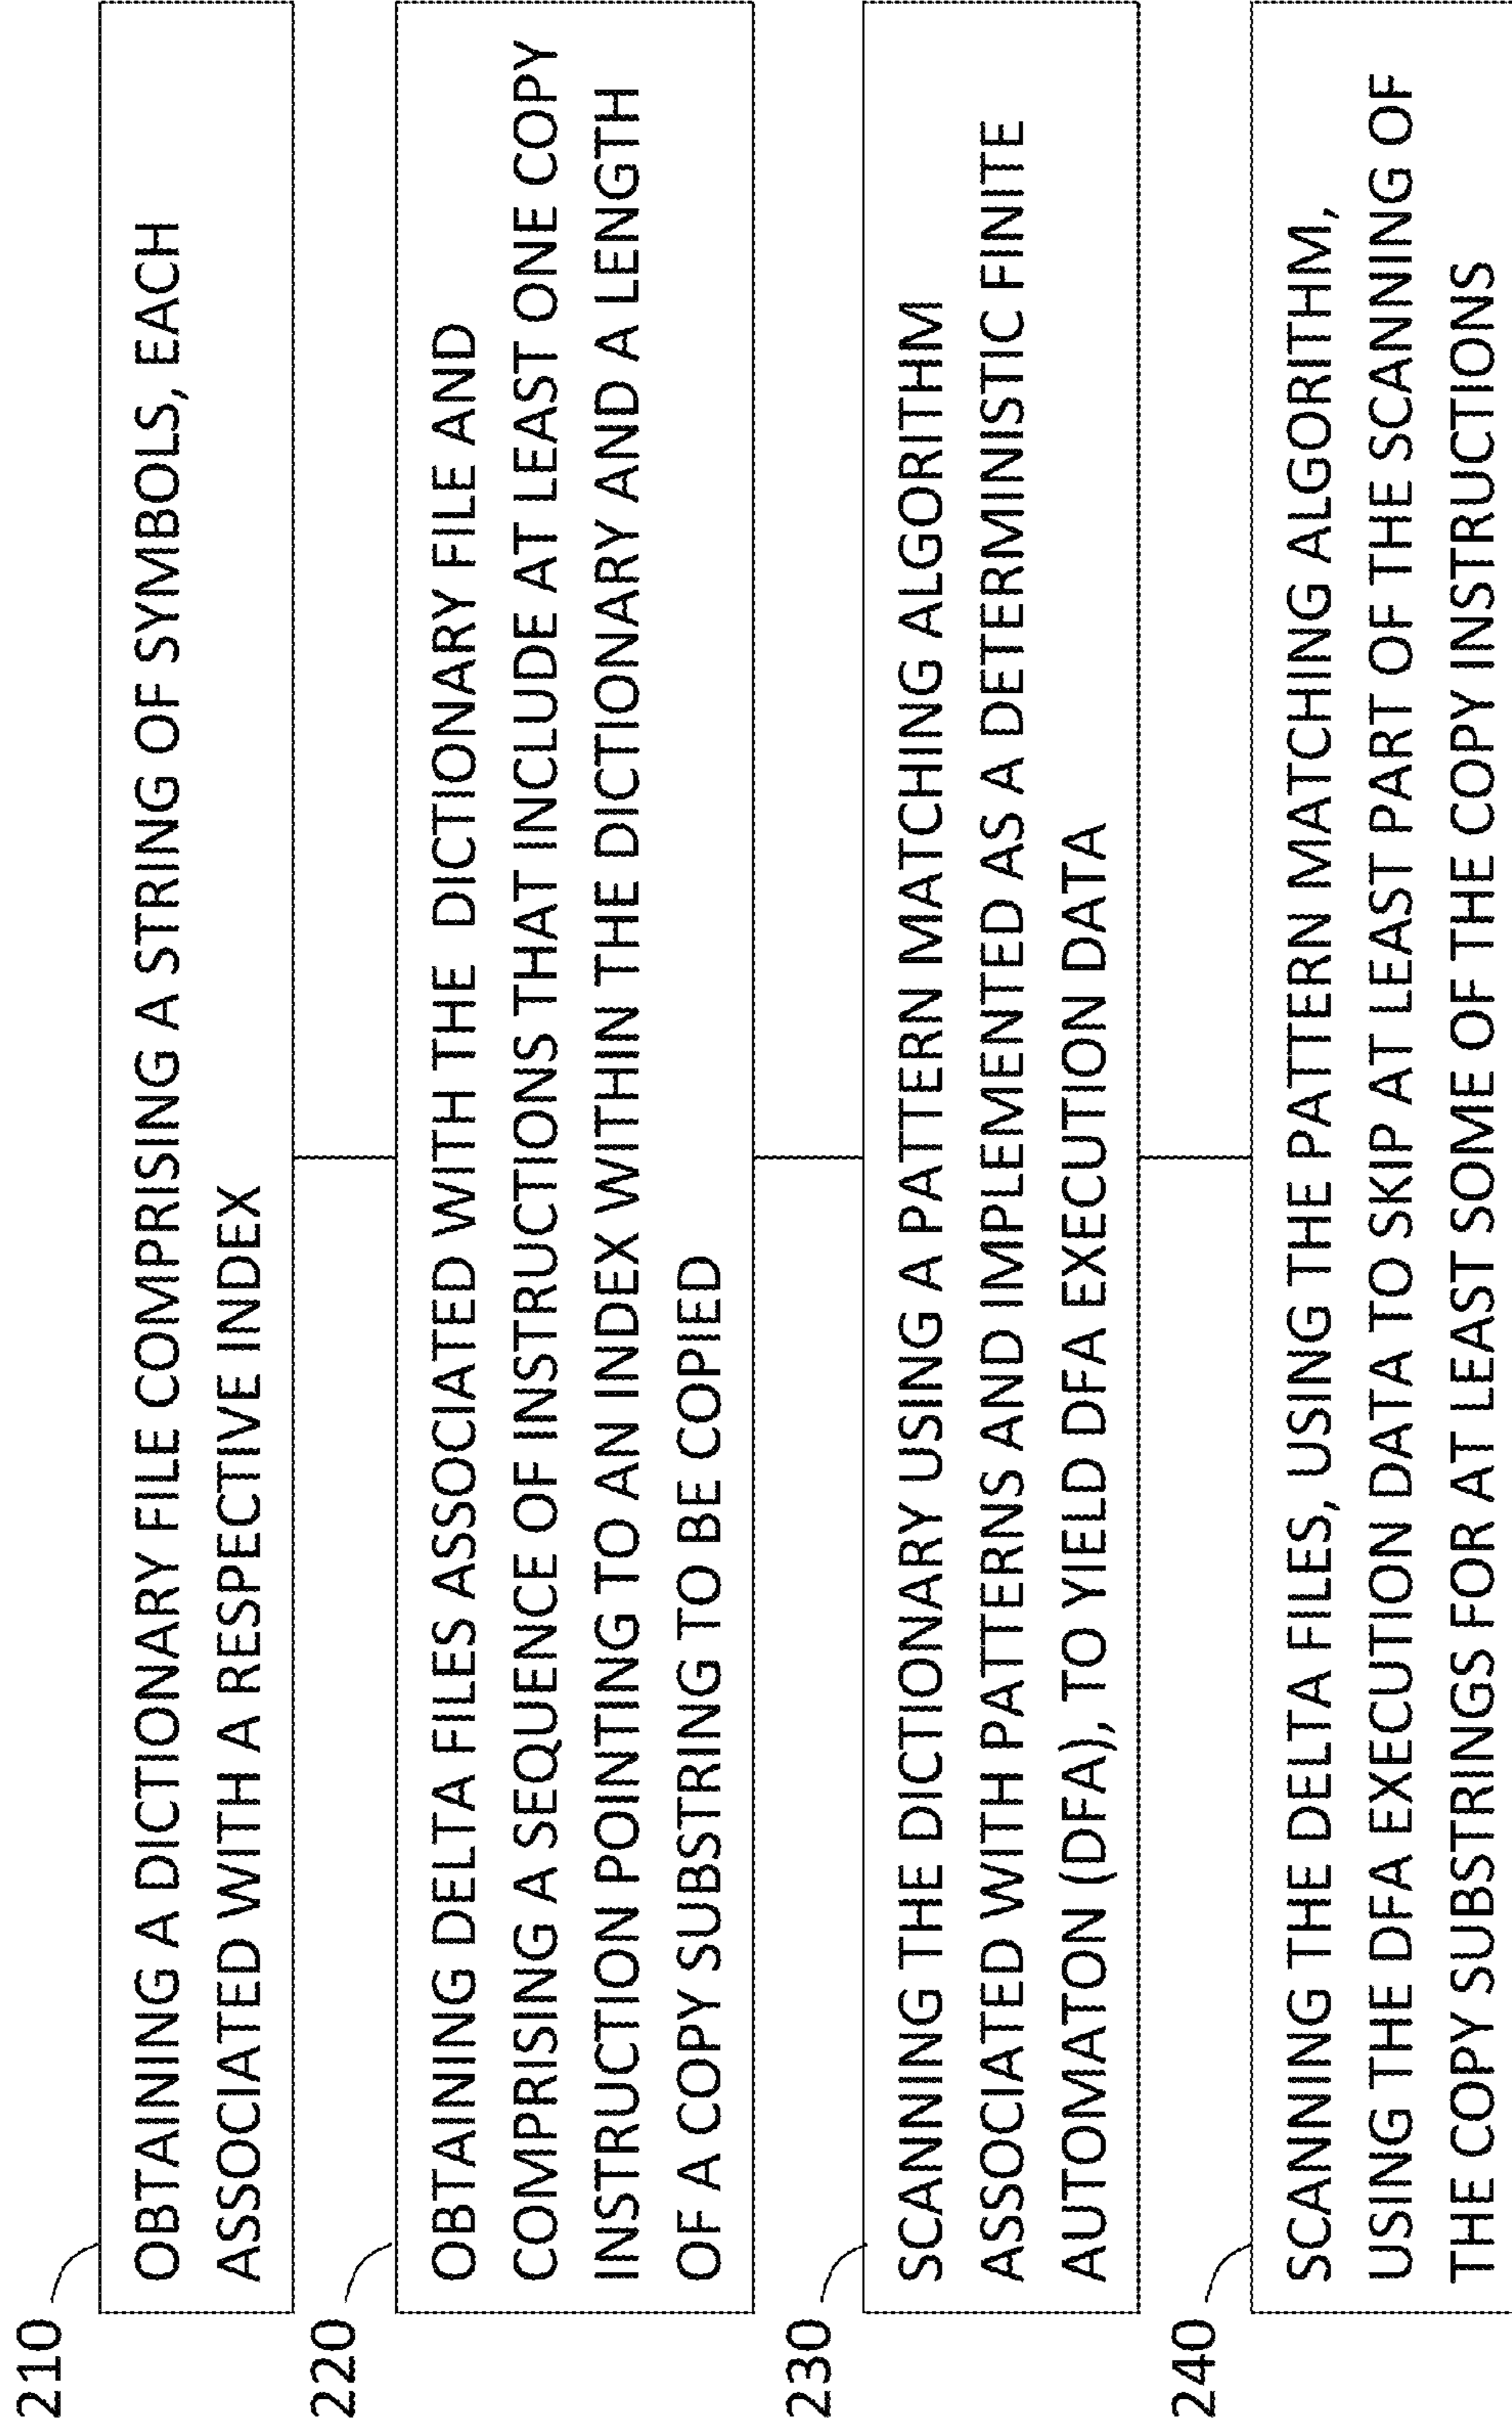 210
OBTAINING A DICTIONARY FILE COMPRISING A STRING OF SYMBOLS, EACH
ASSOCIATED WITH A RESPECTIVE INDEX
220
OBTAINING DELTA FILES ASSOCIATED WITH THE DICTIONARY FILE AND
COMPRISING A SEQUENCE OF INSTRUCTIONS THAT INCLUDE AT LEAST ONE COPY
INSTRUCTION POINTING TO AN INDEX WITHIN THE DICTIONARY AND A LENGTH
OF A COPY SUBSTRING TO BE COPIED
230
SCANNING THE DICTIONARY USING A PATTERN MATCHING ALGORITHM
ASSOCIATED WITH PATTERNS AND IMPLEMENTED AS A DETERMINISTIC FINITE
AUTOMATON (DFA), TO YIELD DFA EXECUTION DATA
240
SCANNING THE DELTA FILES, USING THE PATTERN MATCHING ALGORITHM,
USING THE DFA EXECUTION DATA TO SKIP AT LEAST PART OF THE SCANNING OF
THE COPY SUBSTRINGS FOR AT LEAST SOME OF THE COPY INSTRUCTIONS